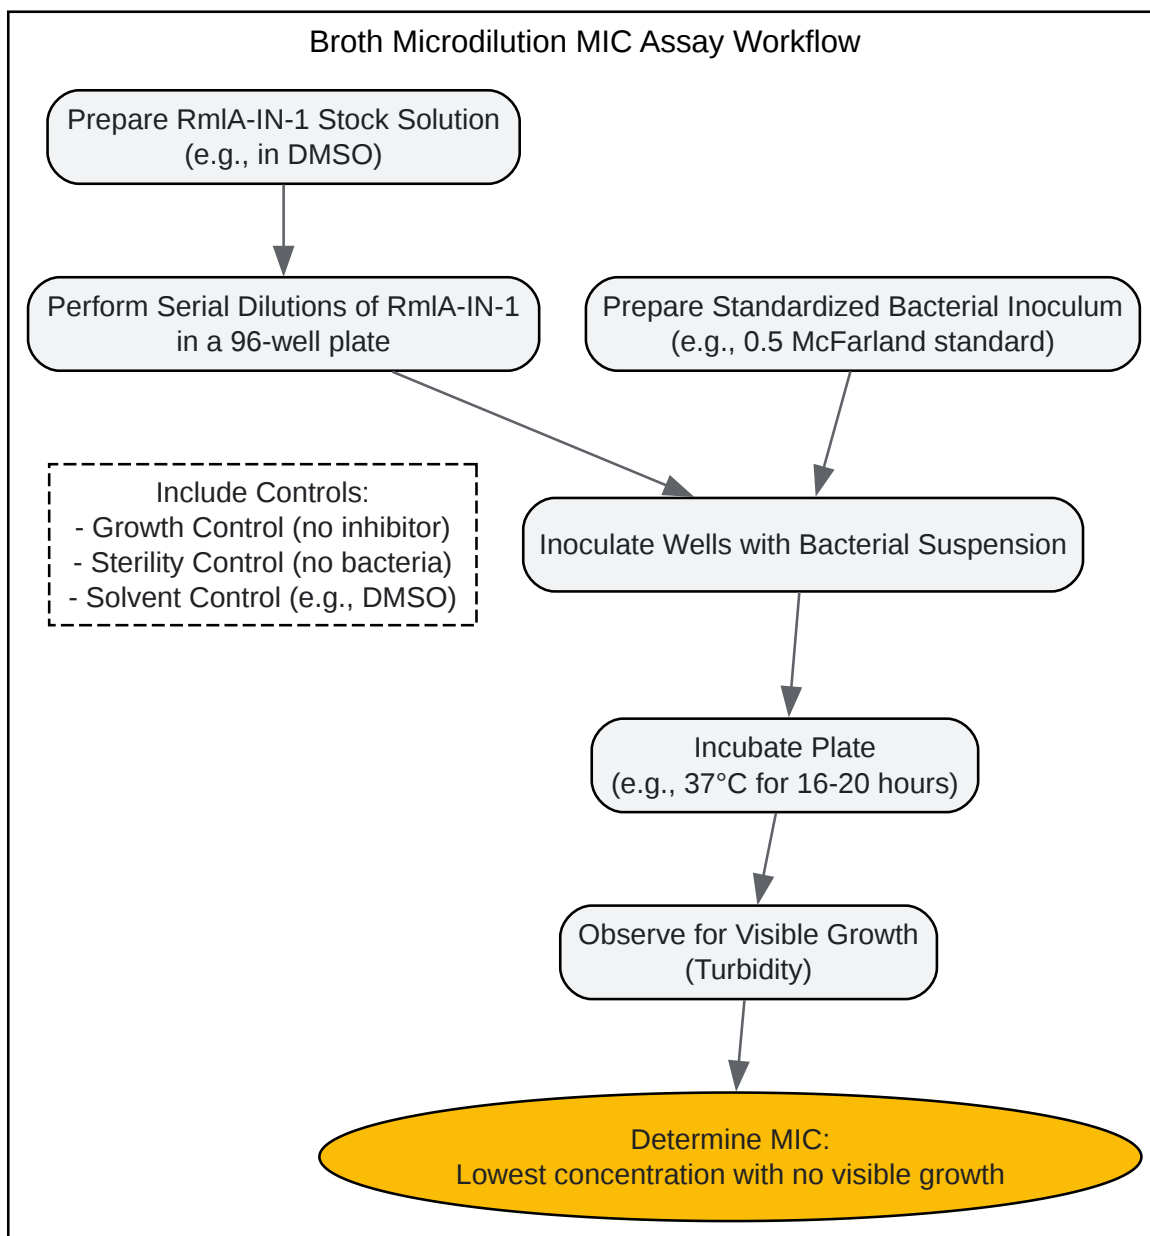 Broth Microdilution MIC Assay Workflow
Prepare RmlA-IN-1 Stock Solution
(e.g., in DMSO)
Perform Serial Dilutions of RmlA-IN-1
in a 96-well plate
Prepare Standardized Bacterial Inoculum
(e.g., 0.5 McFarland standard)
Include Controls:
- Growth Control (no inhibitor)
- Sterility Control (no bacteria)
- Solvent Control (e.g., DMSO)
Inoculate Wells with Bacterial Suspension
Incubate Plate
(e.g., 37°C for 16-20 hours)
Observe for Visible Growth
(Turbidity)
Determine MIC:
Lowest concentration with no visible growth